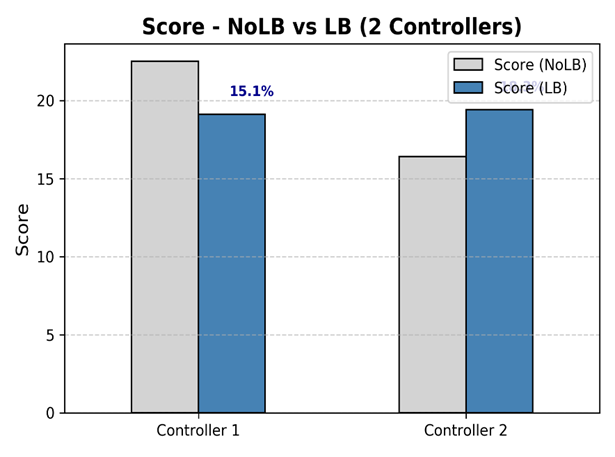 Score - NoLB vs LB (2 Controllers)
Score (NoLB)
Score (LB)
15.1%
20
15
10
5
0
Score
Controller 1
Controller 2